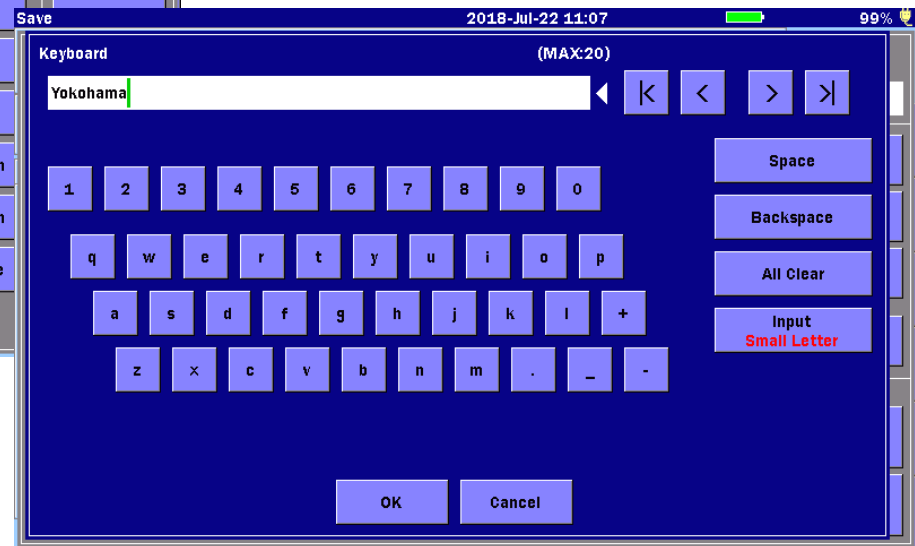 Save 2018-Jul-22 11:07 99%
Keyboard (MAX:20)
Yokohama
|< < > >|
Space
1 2 3 4 5 6 7 8 9 0
Backspace
q w e r t y u i o p
All Clear
a s d f g h j k l +
Input
Small Letter
z x c v b n m . _ -
OK Cancel